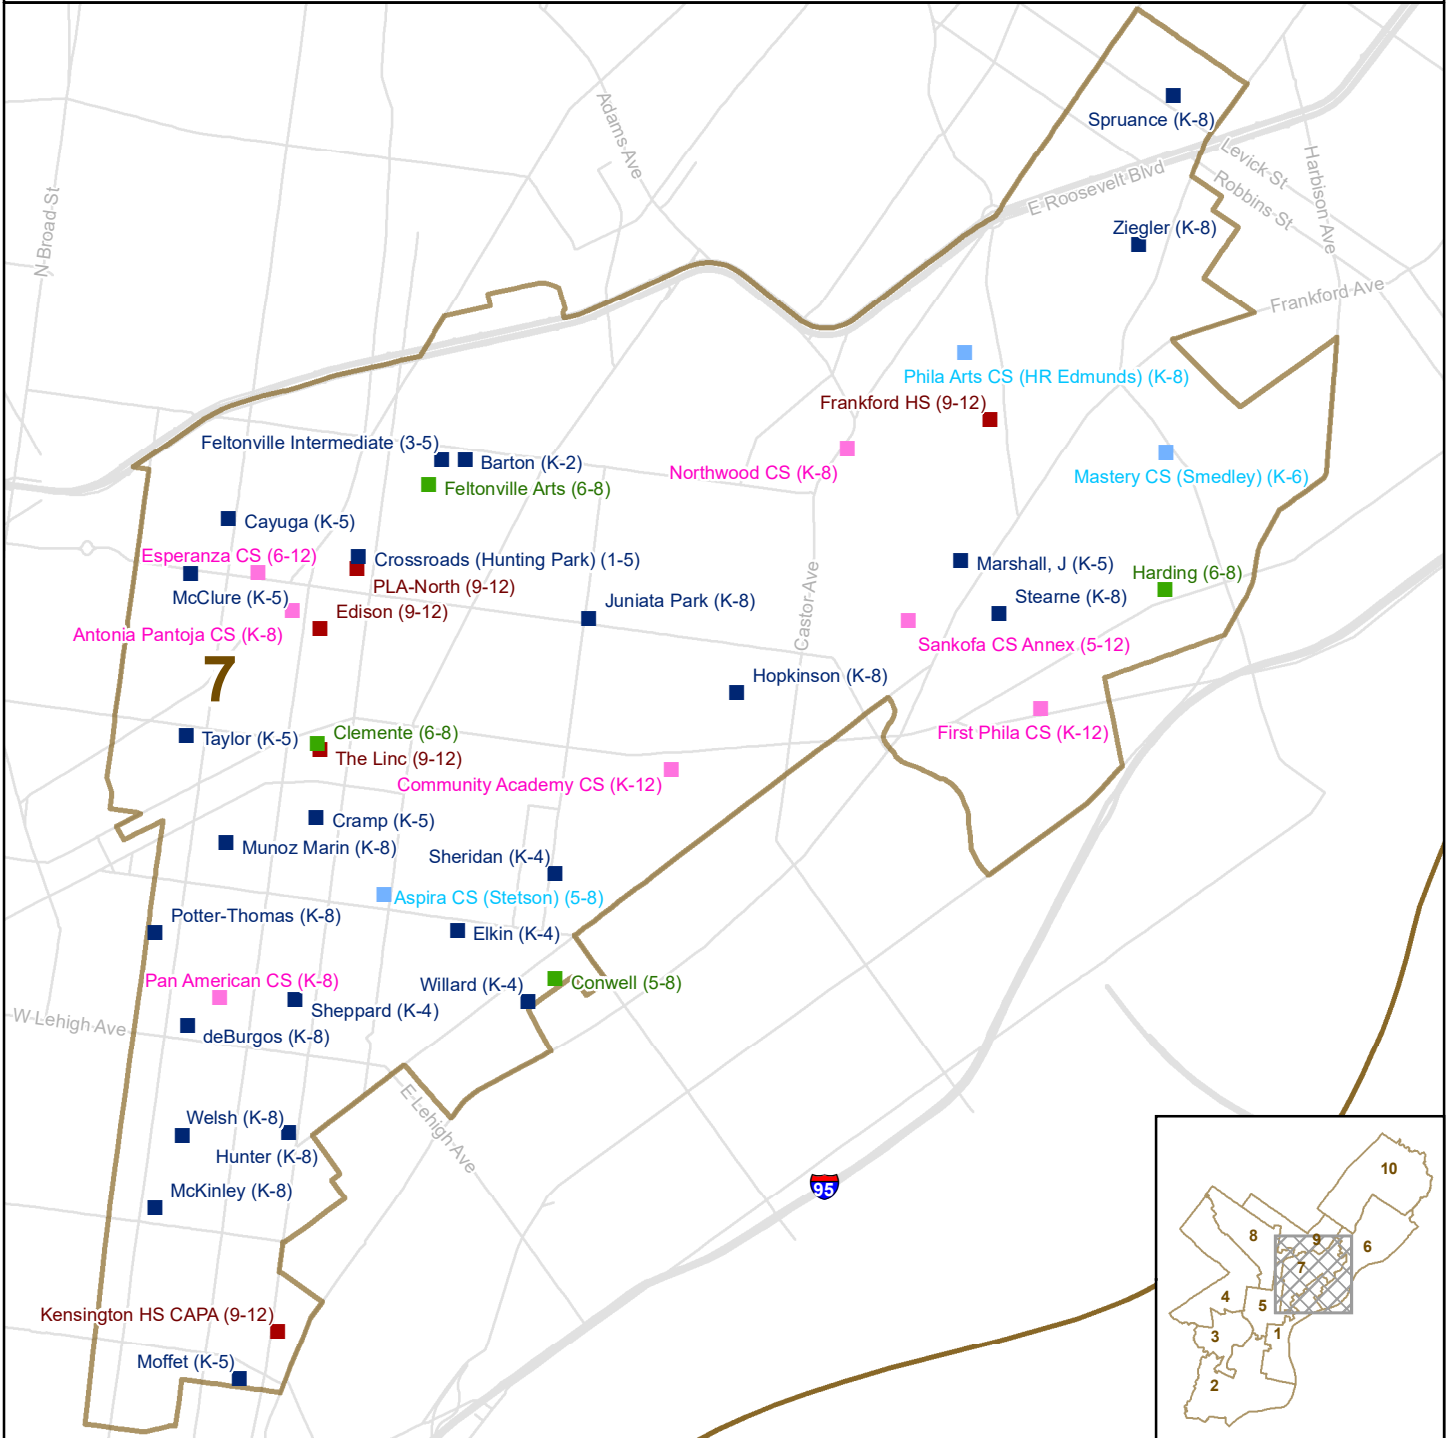 Spruance (K-8)
Adams Ave
Levick St
Harbison Ave
E Roosevelt Blvd
Robbins St
N Broad St
Ziegler (K-8)
Frankford Ave
Phila Arts CS (HR Edmunds) (K-8)
Frankford HS (9-12)
Feltonville Intermediate (3-5)
Barton (K-2)
Northwood CS (K-8)
Mastery CS (Smedley) (K-6)
Feltonville Arts (6-8)
Cayuga (K-5)
Esperanza CS (6-12)
Crossroads (Hunting Park) (1-5)
Marshall, J (K-5)
Harding (6-8)
PLA-North (9-12)
McClure (K-5)
Juniata Park (K-8)
Castor Ave
Stearne (K-8)
Edison (9-12)
Antonia Pantoja CS (K-8)
Sankofa CS Annex (5-12)
7
Hopkinson (K-8)
Taylor (K-5)
Clemente (6-8)
First Phila CS (K-12)
The Linc (9-12)
Community Academy CS (K-12)
Cramp (K-5)
Munoz Marin (K-8)
Sheridan (K-4)
Aspira CS (Stetson) (5-8)
Potter-Thomas (K-8)
Elkin (K-4)
Pan American CS (K-8)
Willard (K-4)
Conwell (5-8)
Sheppard (K-4)
W Lehigh Ave
deBurgos (K-8)
E Lehigh Ave
Welsh (K-8)
Hunter (K-8)
McKinley (K-8)
95
Kensington HS CAPA (9-12)
Moffet (K-5)
10
8
9
6
7
4
5
3
1
2